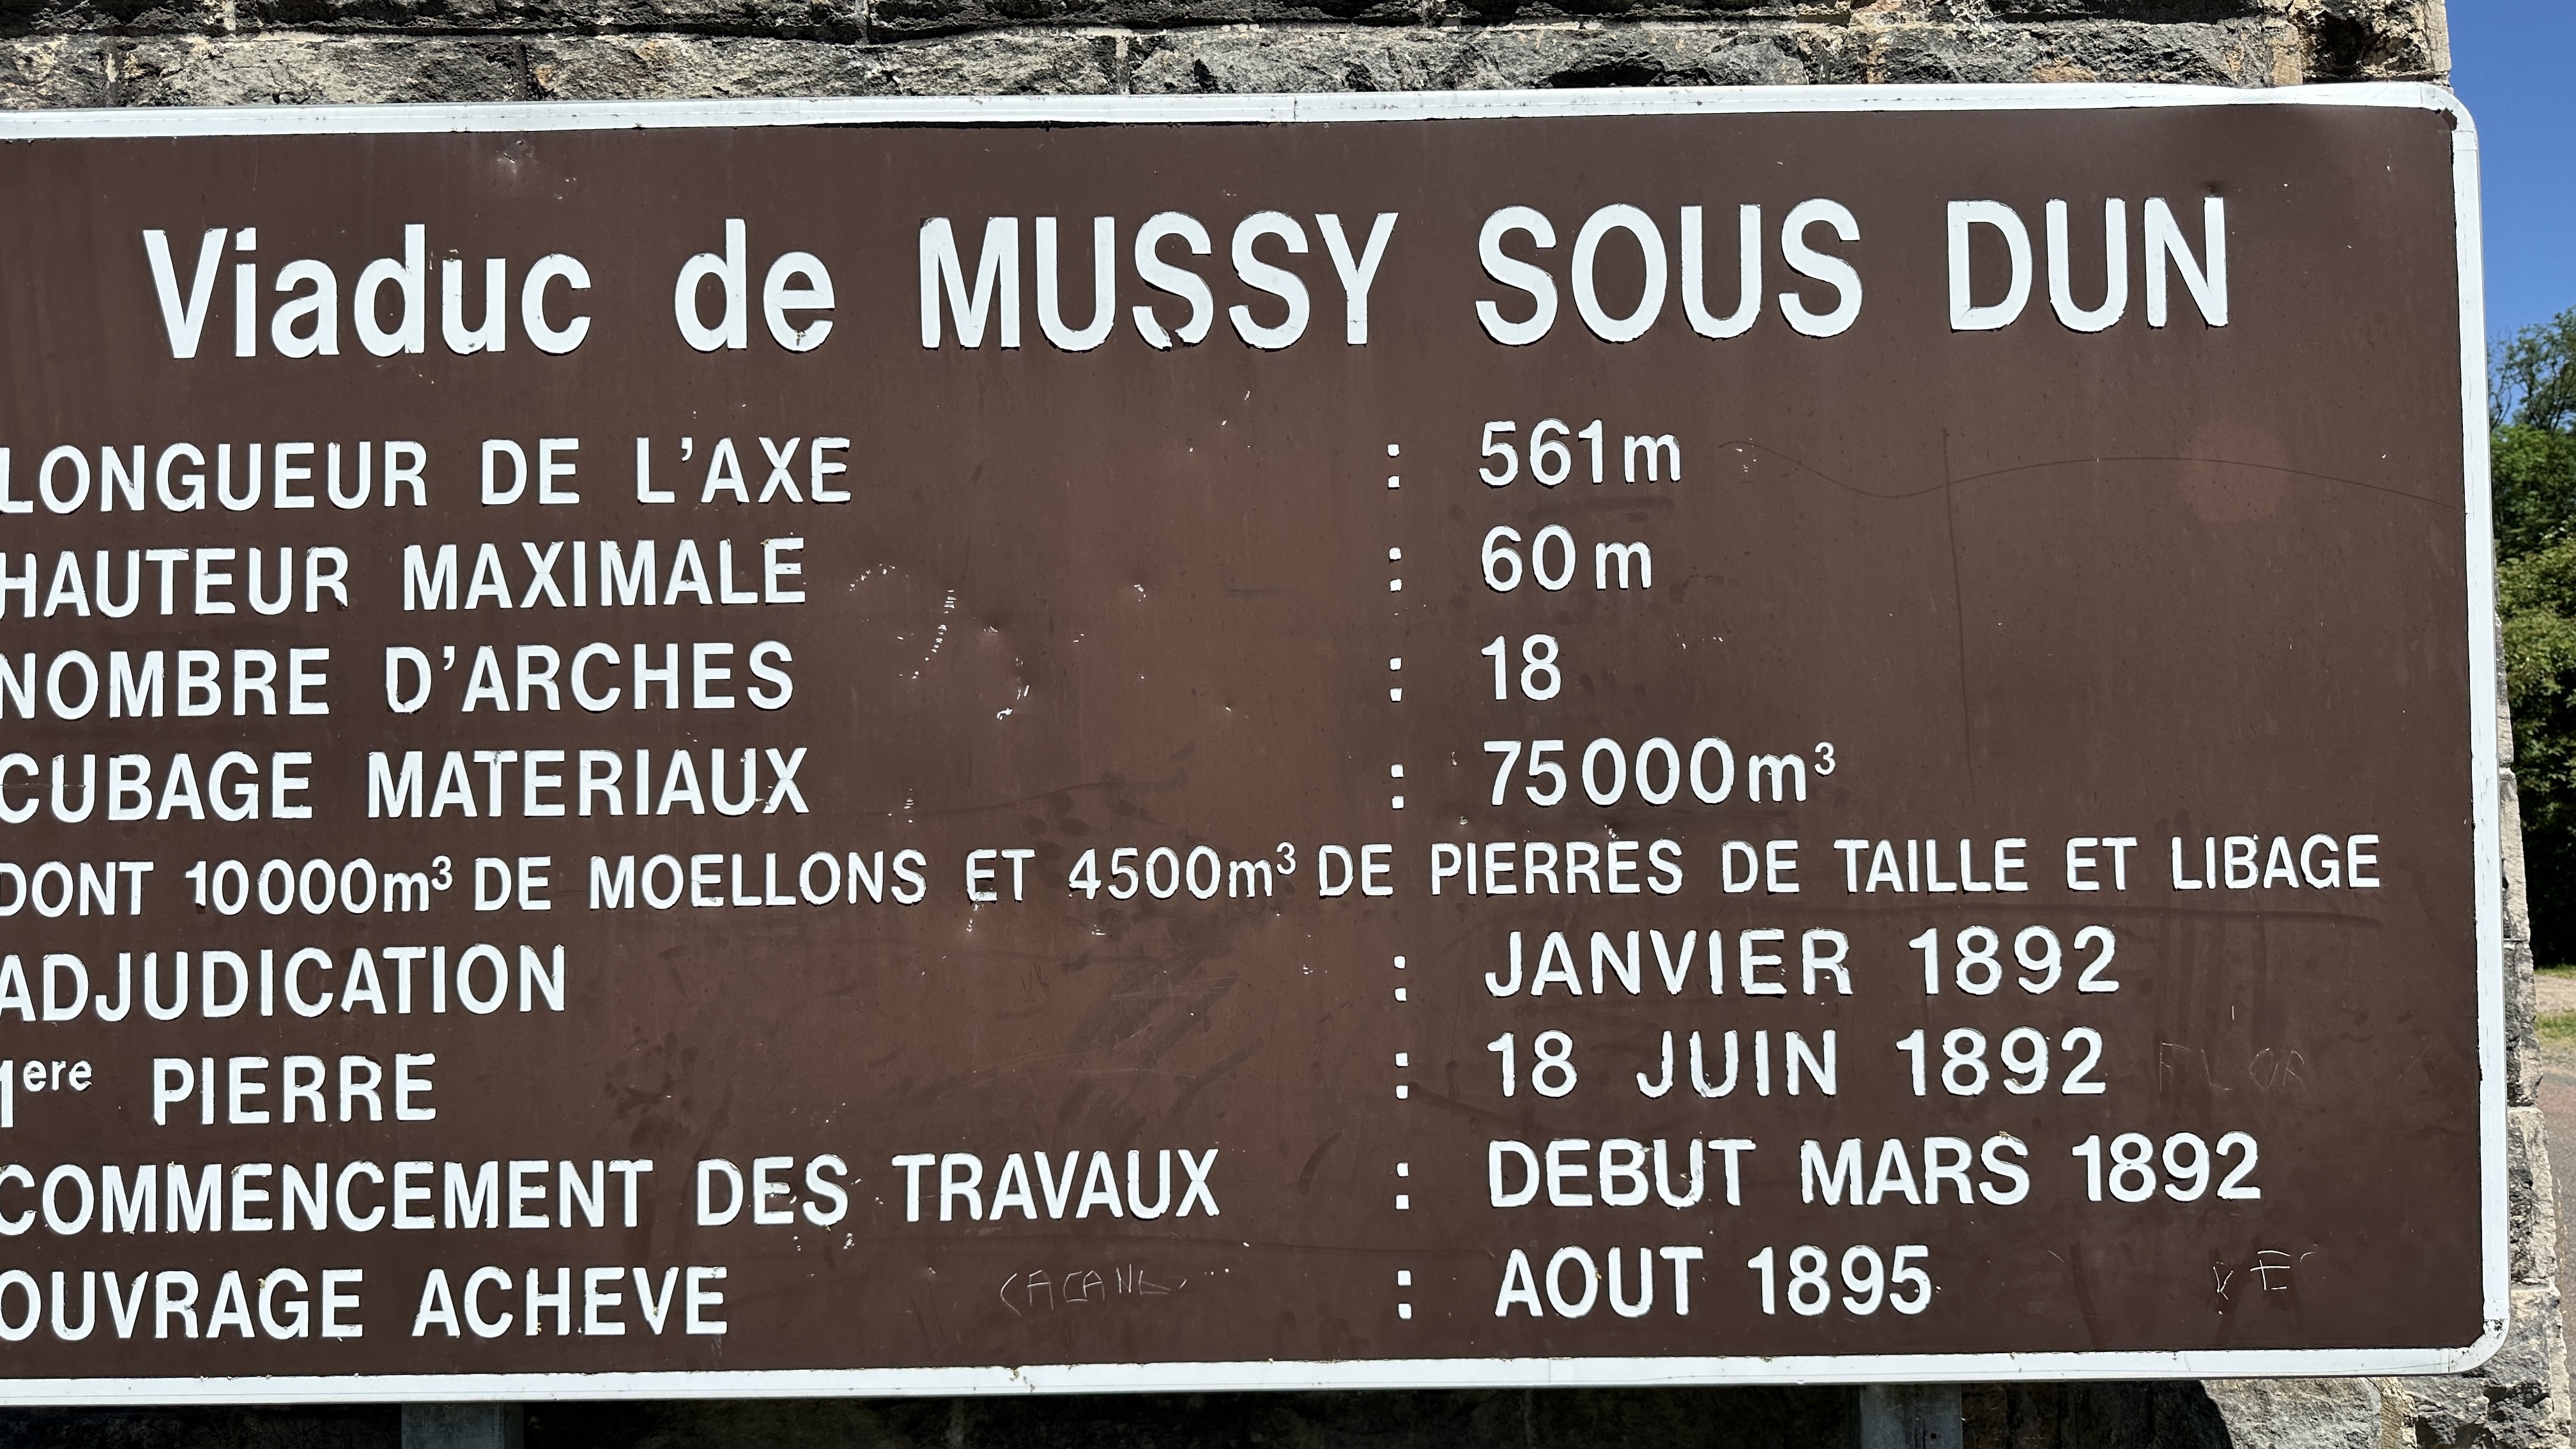 Viaduc de MUSSY SOUS DUN
LONGUEUR DE L'AXE : 561m
HAUTEUR MAXIMALE : 60m
NOMBRE D'ARCHES : 18
CUBAGE MATERIAUX : 75000m³
DONT 10000m³ DE MOELLONS ET 4500m³ DE PIERRES DE TAILLE ET LIBAGE
ADJUDICATION : JANVIER 1892
1ere PIERRE : 18 JUIN 1892
COMMENCEMENT DES TRAVAUX : DEBUT MARS 1892
OUVRAGE ACHEVE : AOUT 1895